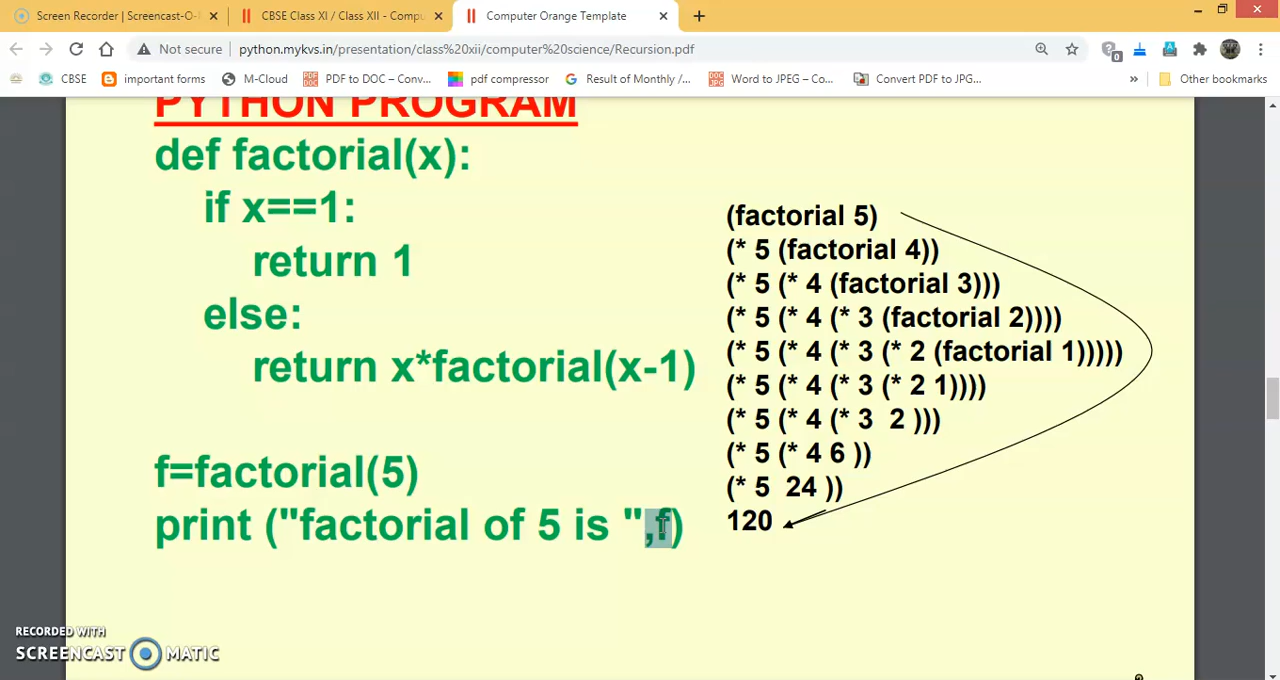 Screen Recorder | Screencast-O-
CBSE Class XI / Class XII - Compu
Computer Orange Template
Not secure | python.mykvs.in/presentation/class%20xii/computer%20science/Recursion.pdf
0
CBSE
important forms
M-Cloud
PDF to DOC – Conv...
pdf compressor
Result of Monthly /...
Word to JPEG – Co...
Convert PDF to JPG...
»
Other bookmarks
PYTHON PROGRAM
def factorial(x):
if x==1:
return 1
else:
return x*factorial(x-1)
f=factorial(5)
print ("factorial of 5 is ",f)
(factorial 5)
(* 5 (factorial 4))
(* 5 (* 4 (factorial 3)))
(* 5 (* 4 (* 3 (factorial 2))))
(* 5 (* 4 (* 3 (* 2 (factorial 1)))))
(* 5 (* 4 (* 3 (* 2 1))))
(* 5 (* 4 (* 3 2 )))
(* 5 (* 4 6 ))
(* 5 24 ))
120
RECORDED WITH
SCREENCAST MATIC